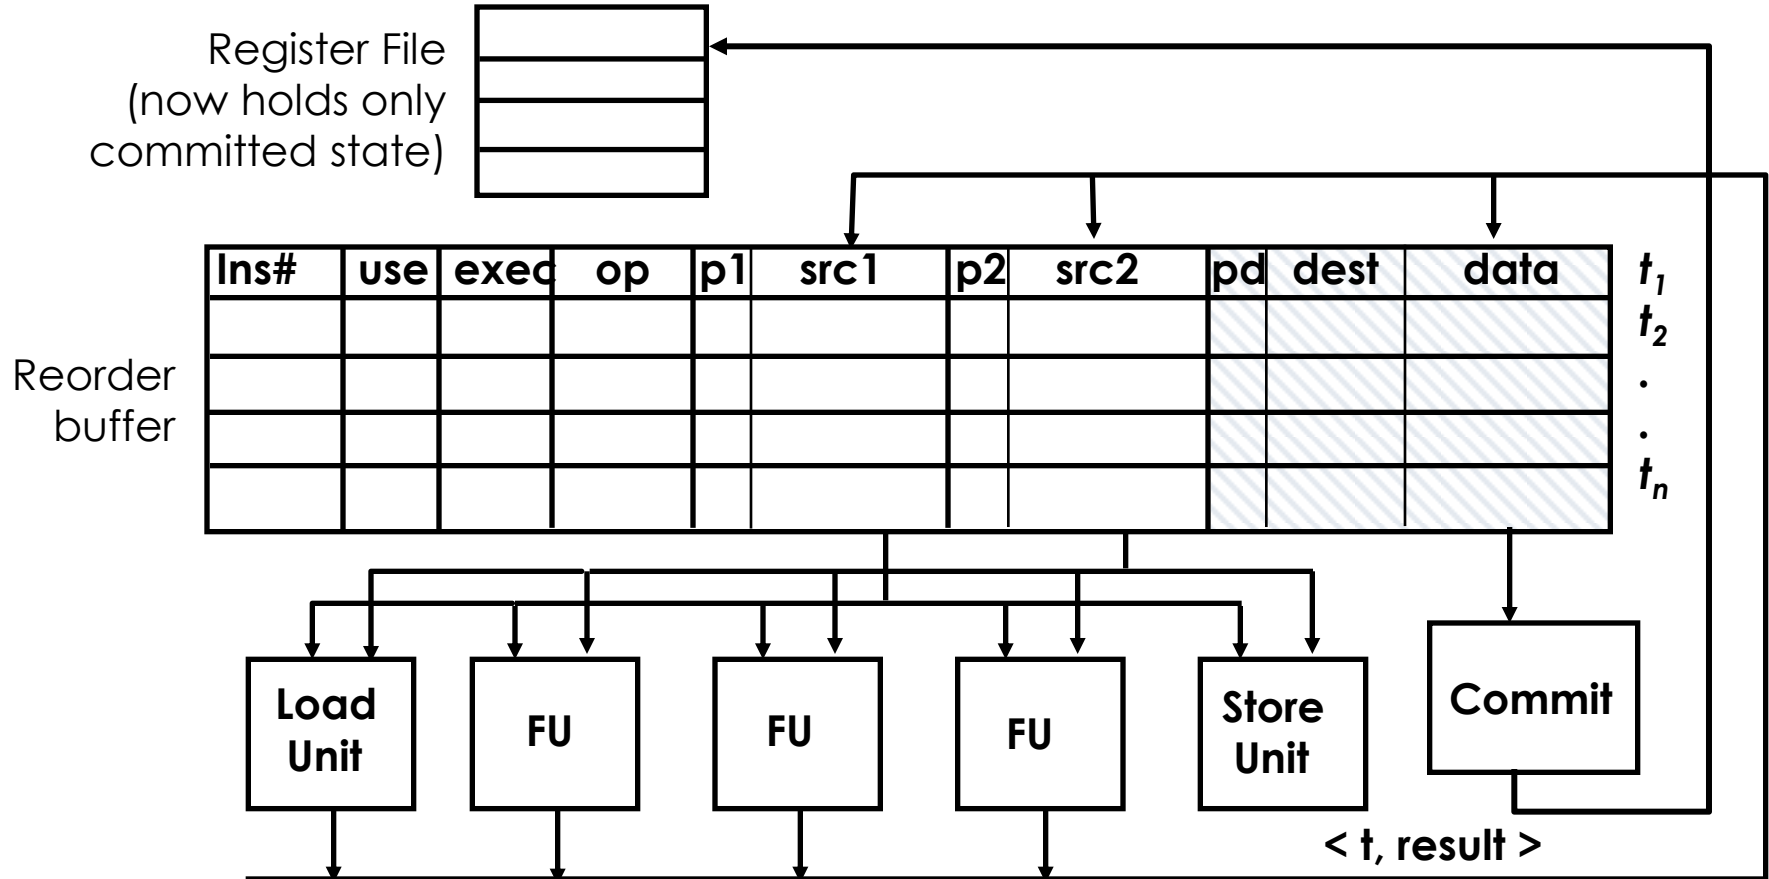 Register File
(now holds only
committed state)
Ins# use exec op p1 src1 p2 src2 pd dest data t1
t2
Reorder
buffer
.
.
tn
Load
Unit
FU
FU
FU
Store
Unit
Commit
< t, result >